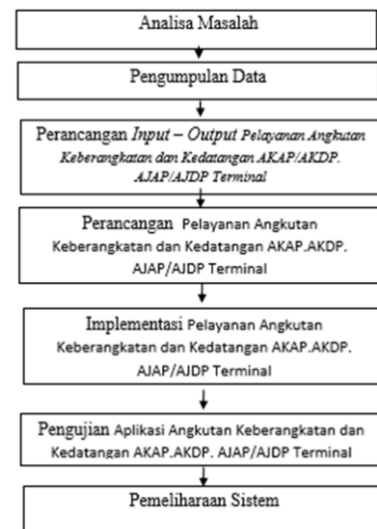 Analisa Masalah
Pengumpulan Data
Perancangan Input – Output Pelayanan Angkutan
Keberangkatan dan Kedatangan AKAP/AKDP.
AJAP/AJDP Terminal
Perancangan Pelayanan Angkutan
Keberangkatan dan Kedatangan AKAP.AKDP.
AJAP/AJDP Terminal
Implementasi Pelayanan Angkutan
Keberangkatan dan Kedatangan AKAP.AKDP.
AJAP/AJDP Terminal
Pengujian Aplikasi Angkutan Keberangkatan dan
Kedatangan AKAP.AKDP. AJAP/AJDP Terminal
Pemeliharaan Sistem